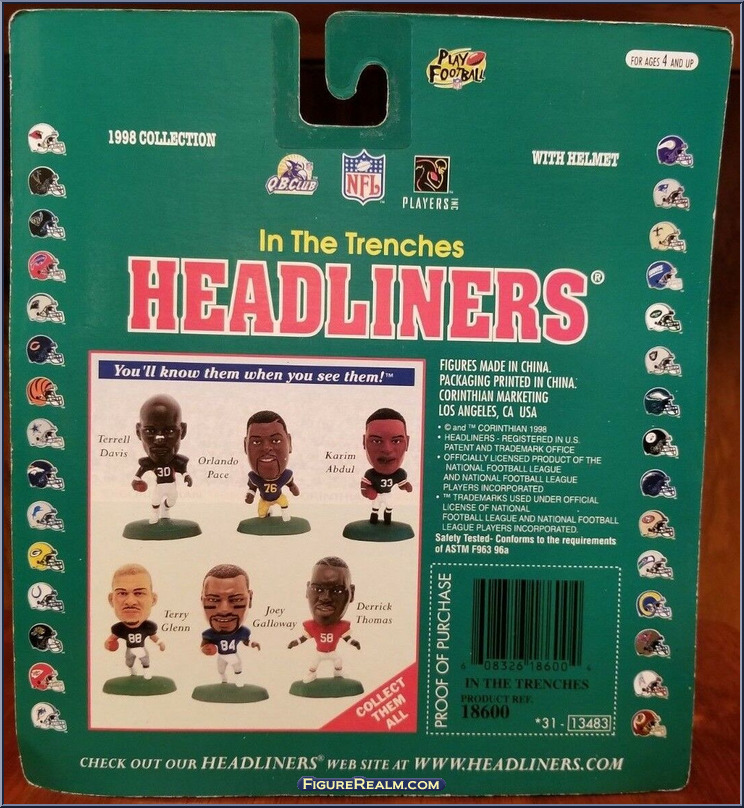 PLAY
FOOTBALL
FOR AGES 4 AND UP
1998 COLLECTION
WITH HELMET
Q.B. CLUB
NFL
PLAYERS INC
In The Trenches
HEADLINERS®
You'll know them when you see them!™
Terrell
Davis
30
Orlando
Pace
76
Karim
Abdul
33
Terry
Glenn
88
Joey
Galloway
84
Derrick
Thomas
58
COLLECT
THEM
ALL
FIGURES MADE IN CHINA.
PACKAGING PRINTED IN CHINA.
CORINTHIAN MARKETING
LOS ANGELES, CA USA
• © and ™ CORINTHIAN 1998
• HEADLINERS - REGISTERED IN U.S.
PATENT AND TRADEMARK OFFICE
• OFFICIALLY LICENSED PRODUCT OF THE
NATIONAL FOOTBALL LEAGUE
AND NATIONAL FOOTBALL LEAGUE
PLAYERS INCORPORATED
• ™ TRADEMARKS USED UNDER OFFICIAL
LICENSE OF NATIONAL
FOOTBALL LEAGUE AND NATIONAL FOOTBALL
LEAGUE PLAYERS INCORPORATED.
Safety Tested- Conforms to the requirements
of ASTM F963 96a
PROOF OF PURCHASE
6 08326 18600 4
IN THE TRENCHES
PRODUCT REF.
18600
*31 - 13483
CHECK OUT OUR HEADLINERS® WEB SITE AT WWW.HEADLINERS.COM
FIGUREREALM.COM